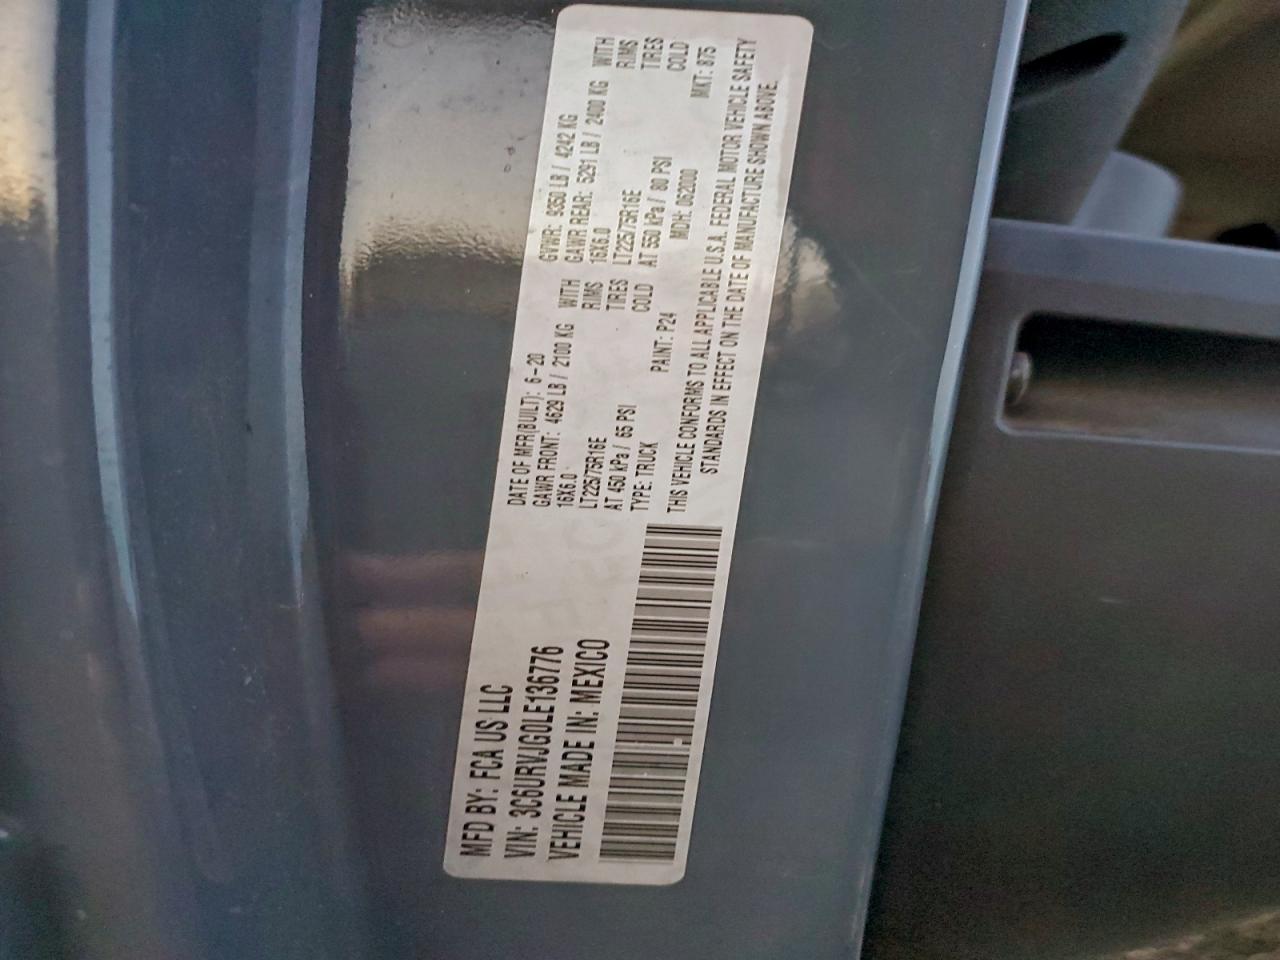 MFD BY: FCA US LLC
VIN: 3C6URVJG0LE136776
VEHICLE MADE IN: MEXICO
DATE OF MFR(BUILT): 6-20
GAWR FRONT: 4629 LB / 2100 KG WITH
16X6.0 RIMS
LT225/75R16E TIRES
AT 450 kPa / 65 PSI COLD
TYPE: TRUCK PAINT: P24
GVWR: 9350 LB / 4242 KG
GAWR REAR: 5291 LB / 2400 KG WITH
16X6.0 RIMS
LT225/75R16E TIRES
AT 550 kPa / 80 PSI COLD
MDH: 062000 MKT: 875
THIS VEHICLE CONFORMS TO ALL APPLICABLE U.S.A. FEDERAL MOTOR VEHICLE SAFETY
STANDARDS IN EFFECT ON THE DATE OF MANUFACTURE SHOWN ABOVE.